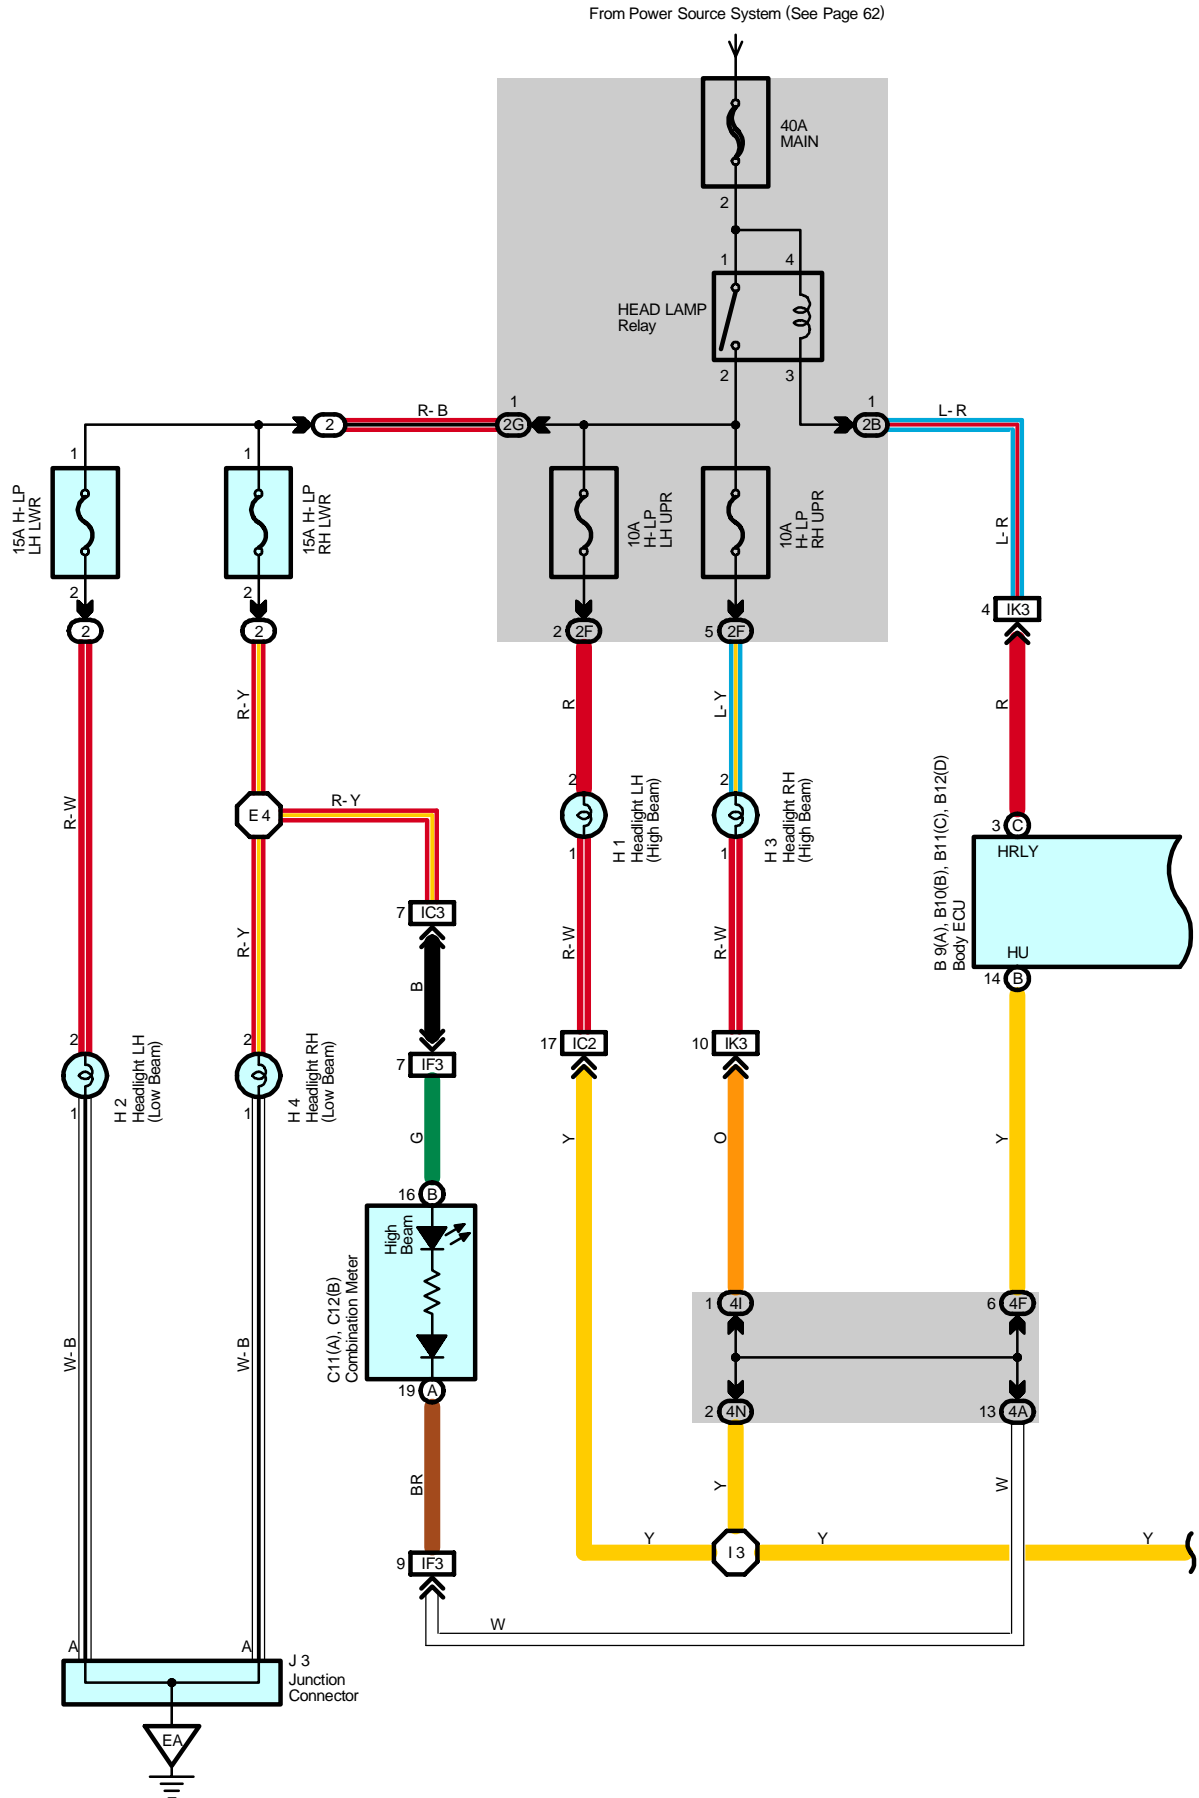 From Power Source System (See Page 62)
40A
MAIN
2
1
4
HEAD LAMP
Relay
2
3
R-B
1
1
L-R
2
2G
2B
1
1
15A H-LP
LH LWR
15A H-LP
RH LWR
10A
H-LP
LH UPR
10A
H-LP
RH UPR
L-R
2
2
4
IK3
2
2
2
2F
5
2F
R-Y
R
L-Y
R
R-W
2
2
E 4
R-Y
H 1
Headlight LH
(High Beam)
H 3
Headlight RH
(High Beam)
3
C
1
1
HRLY
B 9(A), B10(B), B11(C), B12(D)
Body ECU
7
IC3
R-Y
R-W
R-W
HU
B
14
B
2
2
17
IC2
10
IK3
7
IF3
H 2
Headlight LH
(Low Beam)
H 4
Headlight RH
(Low Beam)
1
1
G
Y
O
Y
16
B
High
Beam
C11(A), C12(B)
Combination Meter
1
4I
6
4F
W-B
W-B
19
A
2
4N
13
4A
BR
Y
W
Y
Y
Y
9
IF3
I 3
W
A
A
J 3
Junction
Connector
EA